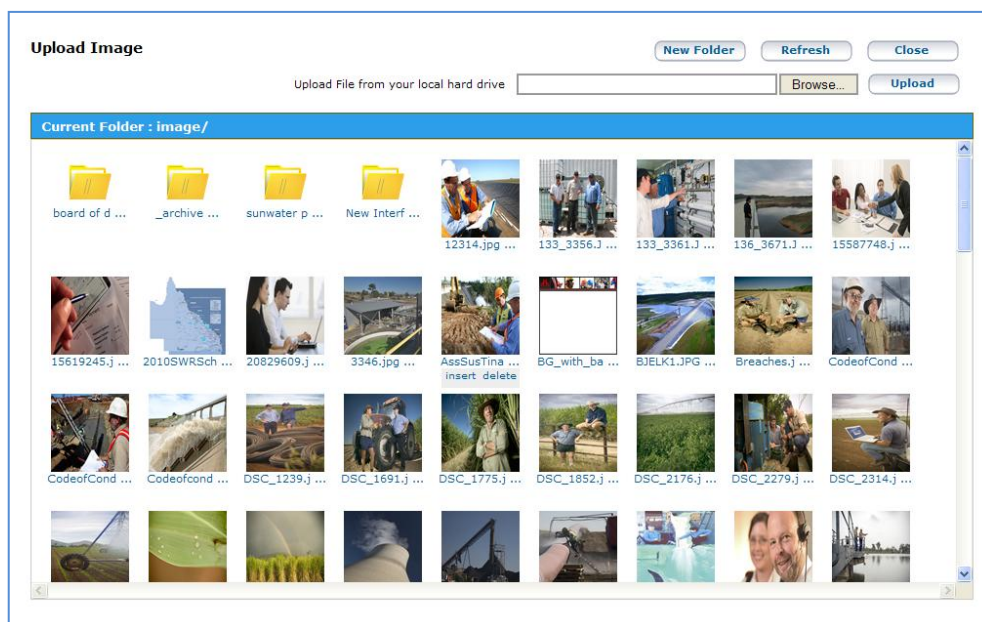 Upload Image
New Folder Refresh Close
Upload File from your local hard drive Browse... Upload
Current Folder : image/
board of d ... _archive ... sunwater p ... New Interf ... 12314.jpg ... 133_3356.J ... 133_3361.J ... 136_3671.J ... 15587748.j ...
15619245.j ... 2010SWRSch ... 20829609.j ... 3346.jpg ... AssSusTina ... BG_with_ba ... BJELK1.JPG ... Breaches.j ... CodeofCond ...
insert delete
CodeofCond ... Codeofcond ... DSC_1239.j ... DSC_1691.j ... DSC_1775.j ... DSC_1852.j ... DSC_2176.j ... DSC_2279.j ... DSC_2314.j ...